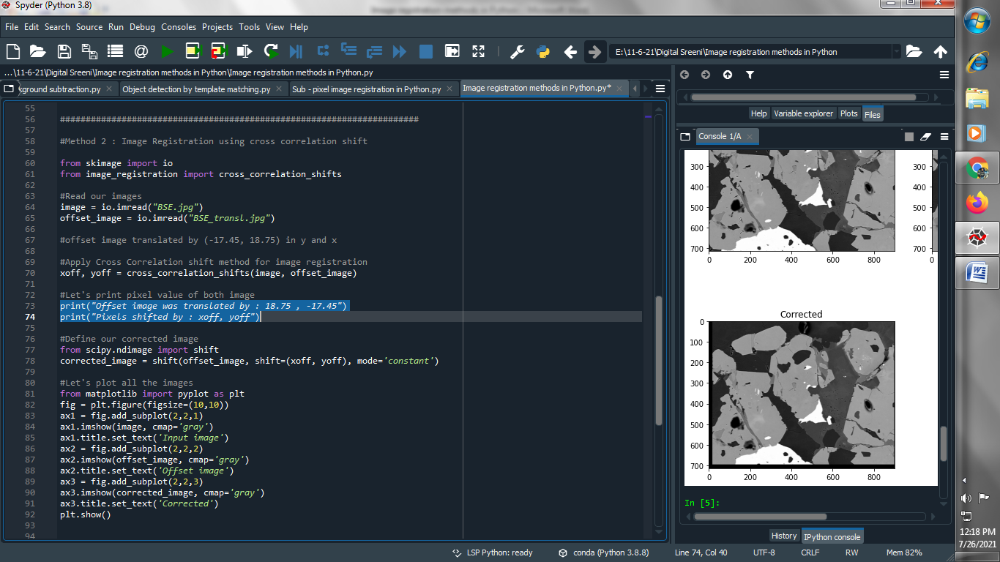 Spyder (Python 3.8)
File Edit Search Source Run Debug Consoles Projects Tools View Help
E:\11-6-21\Digital Sreeni\Image registration methods in Python
...\11-6-21\Digital Sreeni\Image registration methods in Python\Image registration methods in Python.py
kground subtraction.py Object detection by template matching.py Sub - pixel image registration in Python.py Image registration methods in Python.py*
55
56 ######################################################################
57
58 #Method 2 : Image Registration using cross correlation shift
59
60 from skimage import io
61 from image_registration import cross_correlation_shifts
62
63 #Read our images
64 image = io.imread("BSE.jpg")
65 offset_image = io.imread("BSE_transl.jpg")
66
67 #offset image translated by (-17.45, 18.75) in y and x
68
69 #Apply Cross Correlation shift method for image registration
70 xoff, yoff = cross_correlation_shifts(image, offset_image)
71
72 #Let's print pixel value of both image
73 print("Offset image was translated by : 18.75 , -17.45")
74 print("Pixels shifted by : xoff, yoff")
75
76 #Define our corrected image
77 from scipy.ndimage import shift
78 corrected_image = shift(offset_image, shift=(xoff, yoff), mode='constant')
79
80 #Let's plot all the images
81 from matplotlib import pyplot as plt
82 fig = plt.figure(figsize=(10,10))
83 ax1 = fig.add_subplot(2,2,1)
84 ax1.imshow(image, cmap='gray')
85 ax1.title.set_text('Input image')
86 ax2 = fig.add_subplot(2,2,2)
87 ax2.imshow(offset_image, cmap='gray')
88 ax2.title.set_text('Offset image')
89 ax3 = fig.add_subplot(2,2,3)
90 ax3.imshow(corrected_image, cmap='gray')
91 ax3.title.set_text('Corrected')
92 plt.show()
93
94
Help Variable explorer Plots Files
Console 1/A
300 300
400 400
500 500
600 600
700 700
0 200 400 600 800 0
Corrected
0
100
200
300
400
500
600
700
0 200 400 600 800
In [5]:
History IPython console
LSP Python: ready conda (Python 3.8.8) Line 74, Col 40 UTF-8 CRLF RW Mem 82%
12:18 PM
7/26/2021